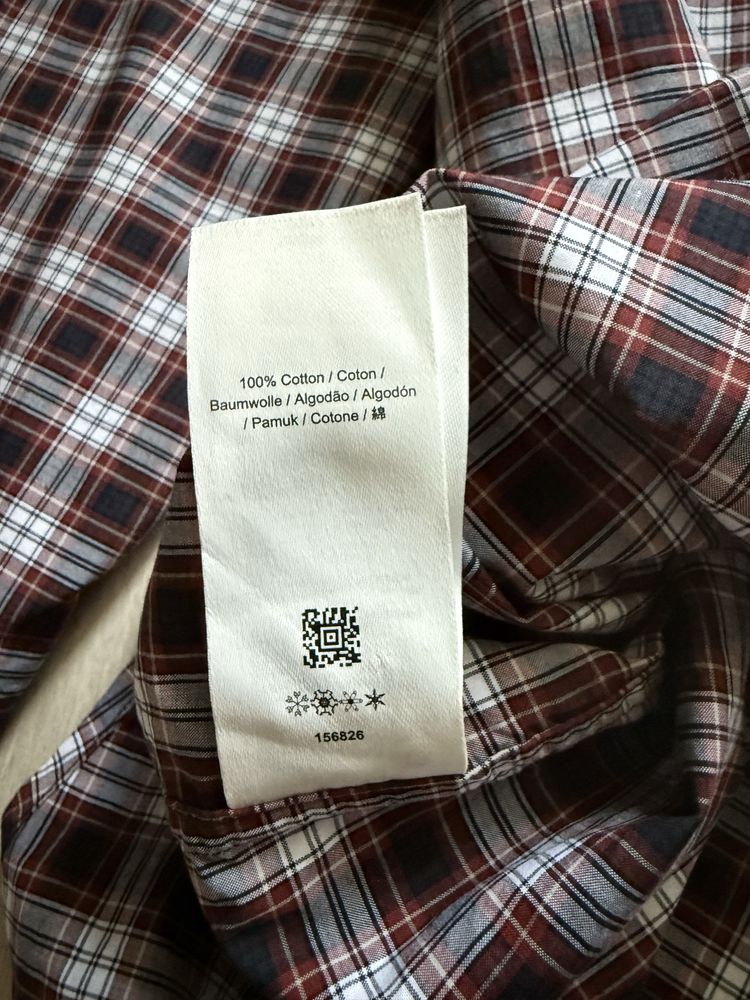 100% Cotton / Coton /
Baumwolle / Algodão / Algodón
/ Pamuk / Cotone / 綿
156826